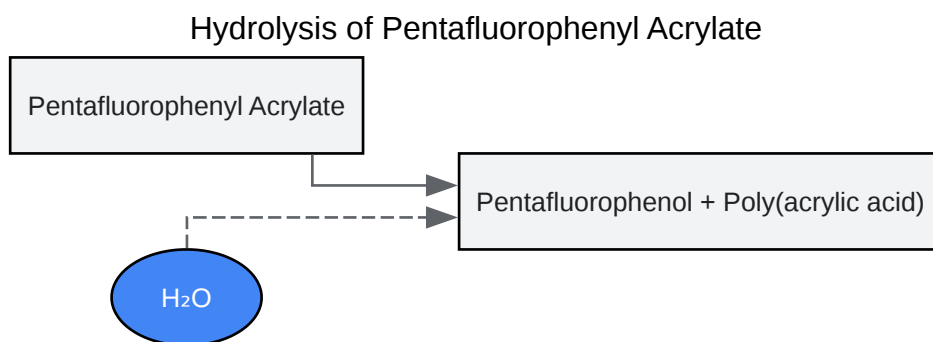 Hydrolysis of Pentafluorophenyl Acrylate
Pentafluorophenyl Acrylate
Pentafluorophenol + Poly(acrylic acid)
H₂O